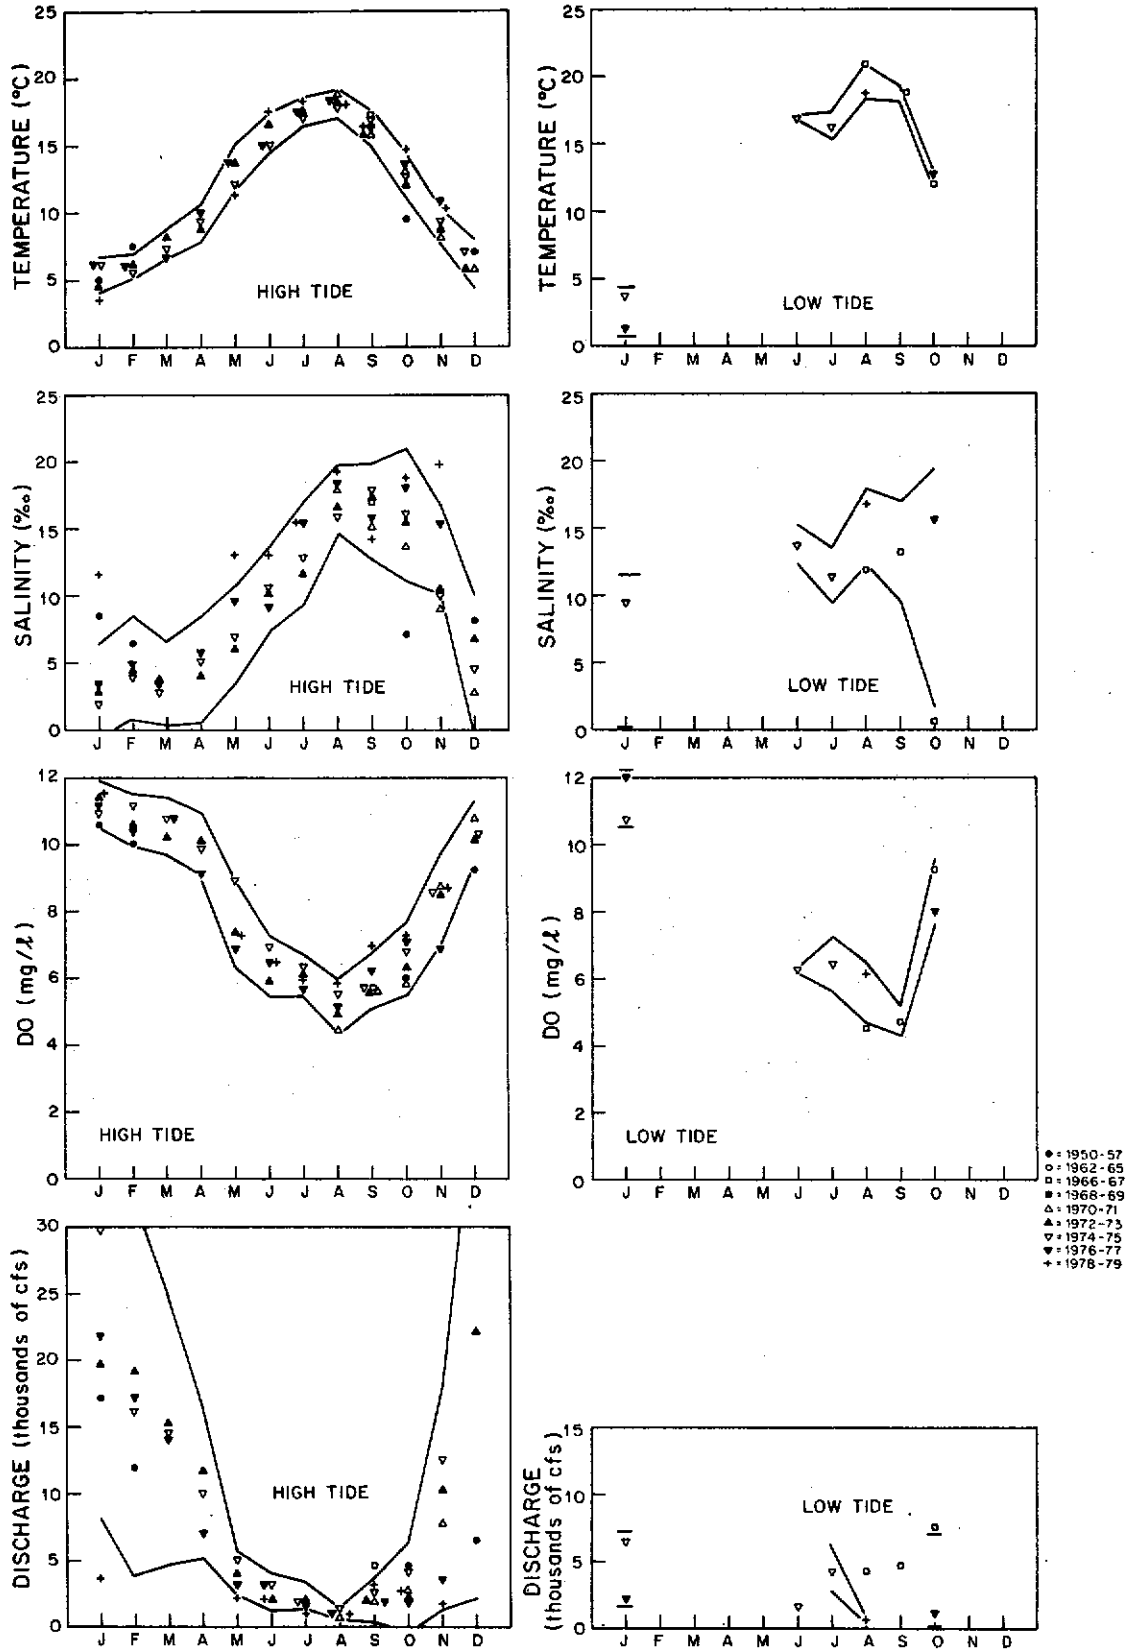 TEMPERATURE (°C)
25
20
15
10
5
0
HIGH TIDE
J F M A M J J A S O N D
TEMPERATURE (°C)
25
20
15
10
5
0
LOW TIDE
J F M A M J J A S O N D
SALINITY (‰)
25
20
15
10
5
0
HIGH TIDE
J F M A M J J A S O N D
SALINITY (‰)
25
20
15
10
5
0
LOW TIDE
J F M A M J J A S O N D
DO (mg/ℓ)
12
10
8
6
4
2
0
HIGH TIDE
J F M A M J J A S O N D
DO (mg/ℓ)
12
10
8
6
4
2
0
LOW TIDE
J F M A M J J A S O N D
● = 1950-57
○ = 1962-65
□ = 1966-67
■ = 1968-69
△ = 1970-71
▲ = 1972-73
▽ = 1974-75
▼ = 1976-77
+ = 1978-79
DISCHARGE (thousands of cfs)
30
25
20
15
10
5
0
HIGH TIDE
J F M A M J J A S O N D
DISCHARGE
(thousands of cfs)
15
10
5
0
LOW TIDE
J F M A M J J A S O N D